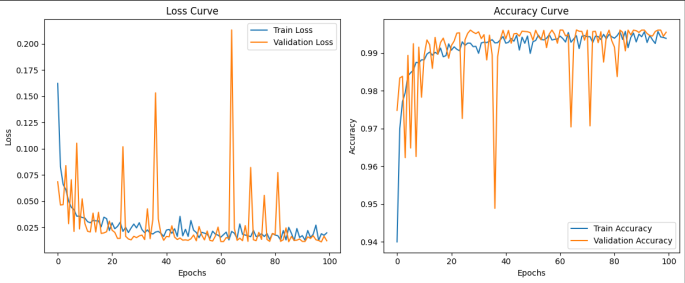 Loss Curve
Train Loss
Validation Loss
0.200
0.175
0.150
0.125
0.100
0.075
0.050
0.025
Loss
0 20 40 60 80 100
Epochs
Accuracy Curve
0.99
0.98
0.97
0.96
0.95
0.94
Accuracy
Train Accuracy
Validation Accuracy
0 20 40 60 80 100
Epochs